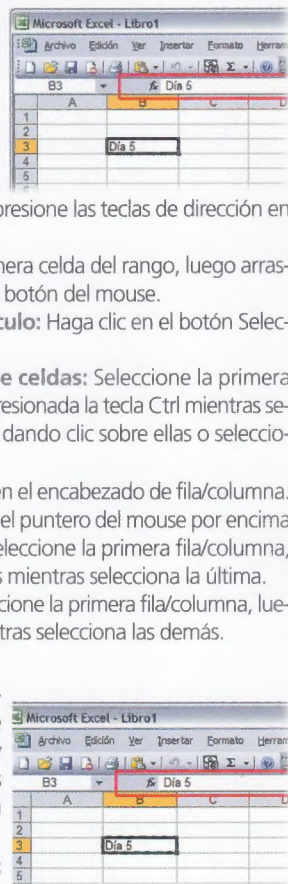 Microsoft Excel - Libro1
Archivo Edición Ver Insertar Formato Herram
B3 fx Día 5
A B C D
1
2
3 Día 5
4
5
6
presione las teclas de dirección en
nera celda del rango, luego arras-
botón del mouse.
culo: Haga clic en el botón Selec-
e celdas: Seleccione la primera
resionada la tecla Ctrl mientras se-
dando clic sobre ellas o seleccio-
en el encabezado de fila/columna.
el puntero del mouse por encima
eleccione la primera fila/columna,
s mientras selecciona la última.
cione la primera fila/columna, lue-
tras selecciona las demás.
Microsoft Excel - Libro1
Archivo Edición Ver Insertar Formato Herram
B3 fx Día 5
A B C D
1
2
3 Día 5
4
5